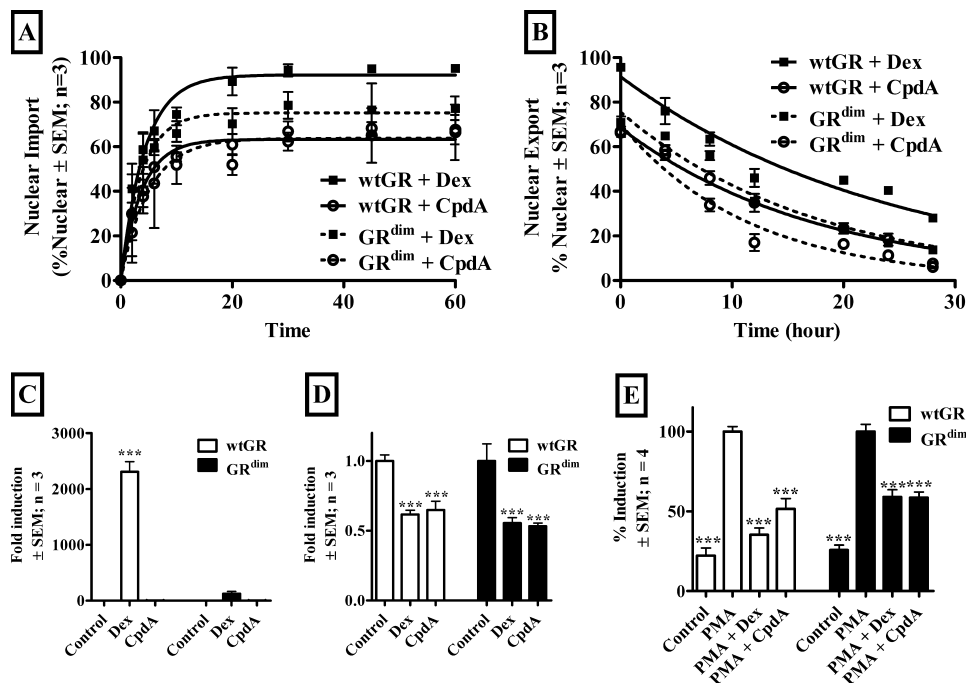 A
Nuclear Import
(%Nuclear ± SEM; n=3)
100
80
60
40
20
0
0 20 40 60
Time
wtGR + Dex
wtGR + CpdA
GRdim + Dex
GRdim + CpdA
B
Nuclear Export
% Nuclear ± SEM; n=3
100
80
60
40
20
0
0 10 20 30
Time (hour)
wtGR + Dex
wtGR + CpdA
GRdim + Dex
GRdim + CpdA
C
Fold induction
± SEM; n = 3
3000
2000
1000
0
***
wtGR
GRdim
Control Dex CpdA Control Dex CpdA
D
Fold induction
± SEM; n = 3
1.0
0.5
0.0
*** *** *** ***
wtGR
GRdim
Control Dex CpdA Control Dex CpdA
E
% Induction
± SEM; n = 4
100
50
0
*** *** *** *** *** ***
wtGR
GRdim
Control PMA PMA + Dex PMA + CpdA Control PMA PMA + Dex PMA + CpdA